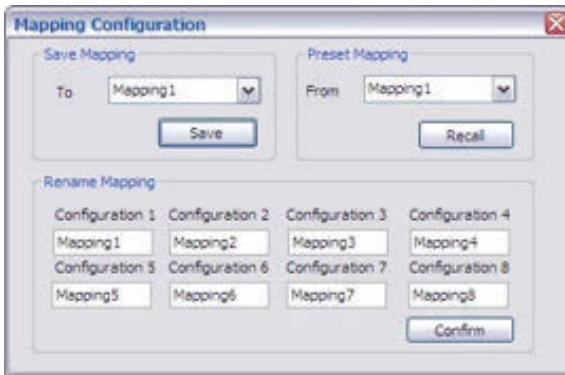 Mapping Configuration
Save Mapping
To Mapping1
Save
Preset Mapping
From Mapping1
Recall
Rename Mapping
Configuration 1 Configuration 2 Configuration 3 Configuration 4
Mapping1 Mapping2 Mapping3 Mapping4
Configuration 5 Configuration 6 Configuration 7 Configuration 8
Mapping5 Mapping6 Mapping7 Mapping8
Confirm